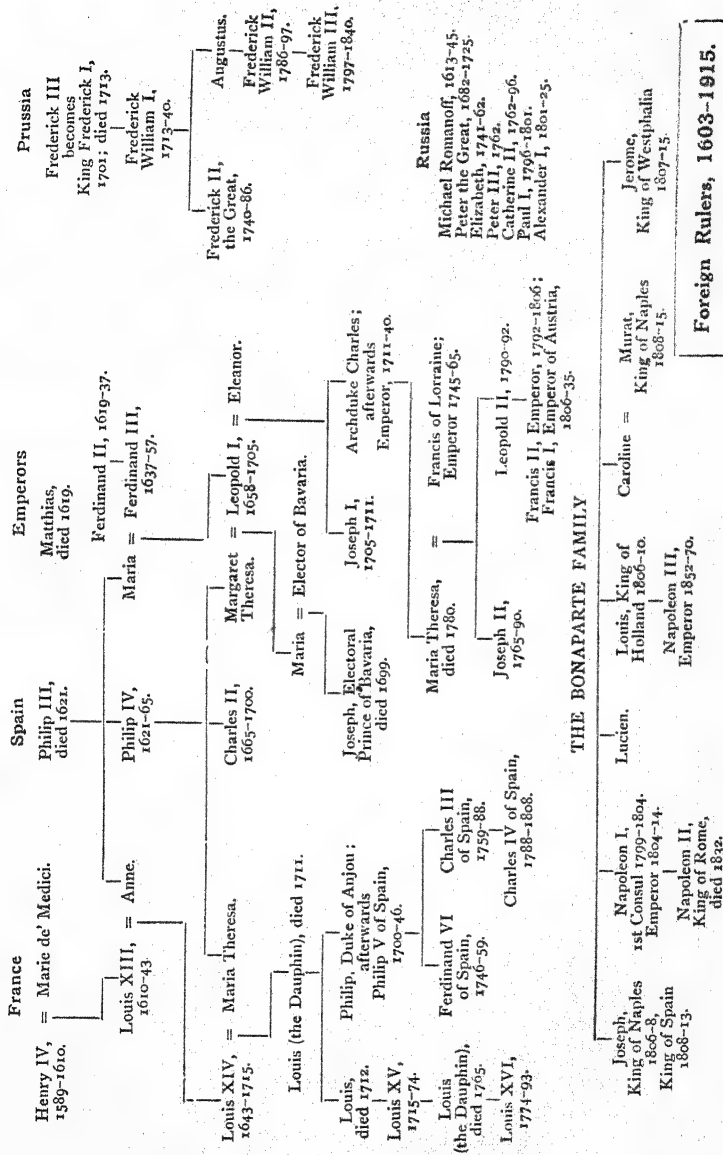 France
Henry IV,
1589-1610.
= Marie de' Medici.
Louis XIII,
1610-43.
= Anne.
Louis XIV,
1643-1715.
= Maria Theresa.
Louis (the Dauphin), died 1711.
Louis,
died 1712.
Louis XV,
1715-74.
Louis
(the Dauphin),
died 1765.
Louis XVI,
1774-93.
Philip, Duke of Anjou;
afterwards
Philip V of Spain,
1700-46.
Ferdinand VI
of Spain,
1746-59.
Charles III
of Spain,
1759-88.
Charles IV of Spain,
1788-1808.
Spain
Philip III,
died 1621.
Philip IV,
1621-65.
Charles II,
1665-1700.
Margaret
Theresa.
Maria = Elector of Bavaria.
Joseph, Electoral
Prince of Bavaria,
died 1699.
Emperors
Matthias,
died 1619.
Ferdinand II, 1619-37.
Maria = Ferdinand III,
1637-57.
= Leopold I,
1658-1705.
= Eleanor.
Joseph I,
1705-1711.
Archduke Charles;
afterwards
Emperor, 1711-40.
Maria Theresa,
died 1780.
=
Francis of Lorraine;
Emperor 1745-65.
Joseph II,
1765-90.
Leopold II, 1790-92.
Francis II, Emperor, 1792-1806;
Francis I, Emperor of Austria,
1806-35.
Prussia
Frederick III
becomes
King Frederick I,
1701; died 1713.
Frederick
William I,
1713-40.
Frederick II,
the Great,
1740-86.
Augustus.
Frederick
William II,
1786-97.
Frederick
William III,
1797-1840.
Russia
Michael Romanoff, 1613-45.
Peter the Great, 1682-1725.
Elizabeth, 1741-62.
Peter III, 1762.
Catherine II, 1762-96.
Paul I, 1796-1801.
Alexander I, 1801-25.
THE BONAPARTE FAMILY
Joseph,
King of Naples
1806-8,
King of Spain
1808-13.
Napoleon I,
1st Consul 1799-1804.
Emperor 1804-14.
Napoleon II,
King of Rome,
died 1832.
Lucien.
Louis, King of
Holland 1806-10.
Napoleon III,
Emperor 1852-70.
Caroline =
Murat,
King of Naples
1808-15.
Jerome,
King of Westphalia
1807-15.
Foreign Rulers, 1603-1915.